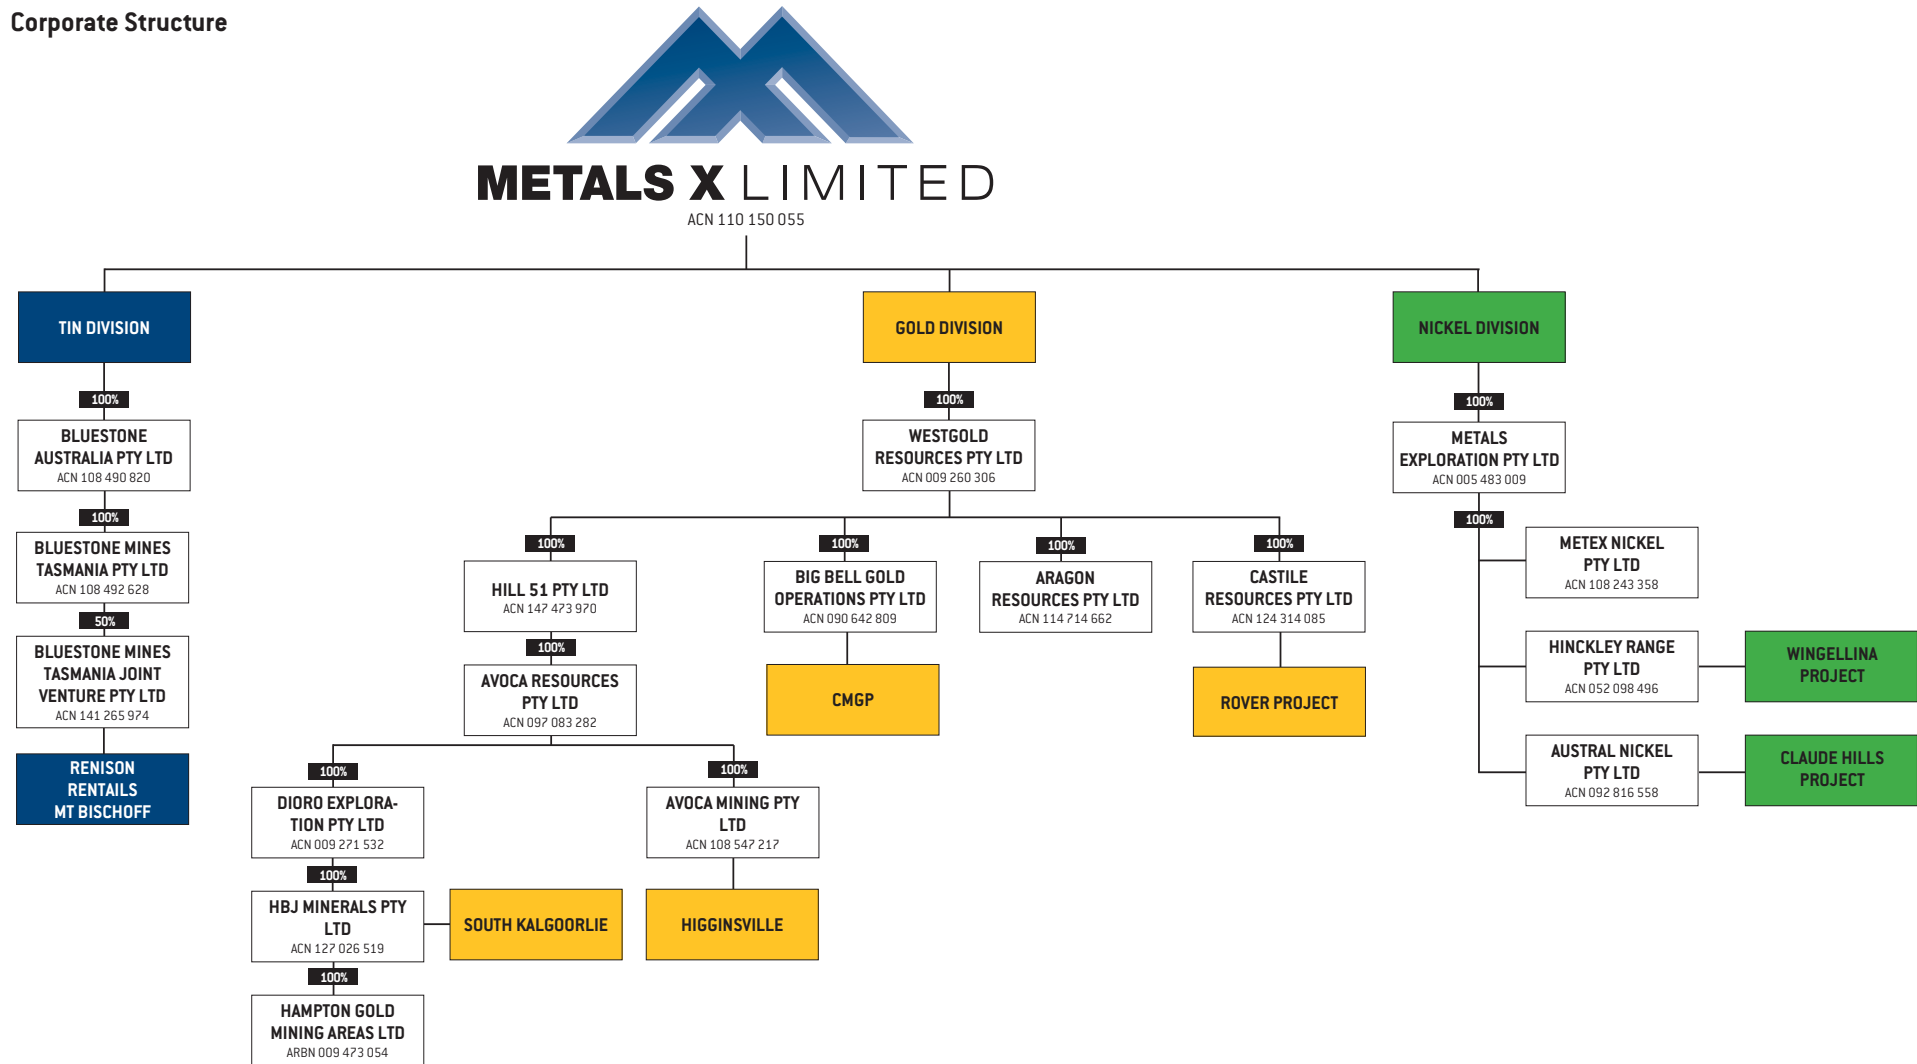 Corporate Structure
METALS X LIMITED
ACN 110 150 055
TIN DIVISION
GOLD DIVISION
NICKEL DIVISION
100%
BLUESTONE
AUSTRALIA PTY LTD
ACN 108 490 820
100%
BLUESTONE MINES
TASMANIA PTY LTD
ACN 108 492 628
50%
BLUESTONE MINES
TASMANIA JOINT
VENTURE PTY LTD
ACN 141 265 974
RENISON
RENTAILS
MT BISCHOFF
100%
WESTGOLD
RESOURCES PTY LTD
ACN 009 260 306
100%
HILL 51 PTY LTD
ACN 147 473 970
100%
AVOCA RESOURCES
PTY LTD
ACN 097 083 282
100%
DIORO EXPLORA-
TION PTY LTD
ACN 009 271 532
100%
HBJ MINERALS PTY
LTD
ACN 127 026 519
SOUTH KALGOORLIE
100%
HAMPTON GOLD
MINING AREAS LTD
ARBN 009 473 054
100%
AVOCA MINING PTY
LTD
ACN 108 547 217
HIGGINSVILLE
100%
BIG BELL GOLD
OPERATIONS PTY LTD
ACN 090 642 809
CMGP
100%
ARAGON
RESOURCES PTY LTD
ACN 114 714 662
100%
CASTILE
RESOURCES PTY LTD
ACN 124 314 085
ROVER PROJECT
100%
METALS
EXPLORATION PTY LTD
ACN 005 483 009
100%
METEX NICKEL
PTY LTD
ACN 108 243 358
HINCKLEY RANGE
PTY LTD
ACN 052 098 496
WINGELLINA
PROJECT
AUSTRAL NICKEL
PTY LTD
ACN 092 816 558
CLAUDE HILLS
PROJECT